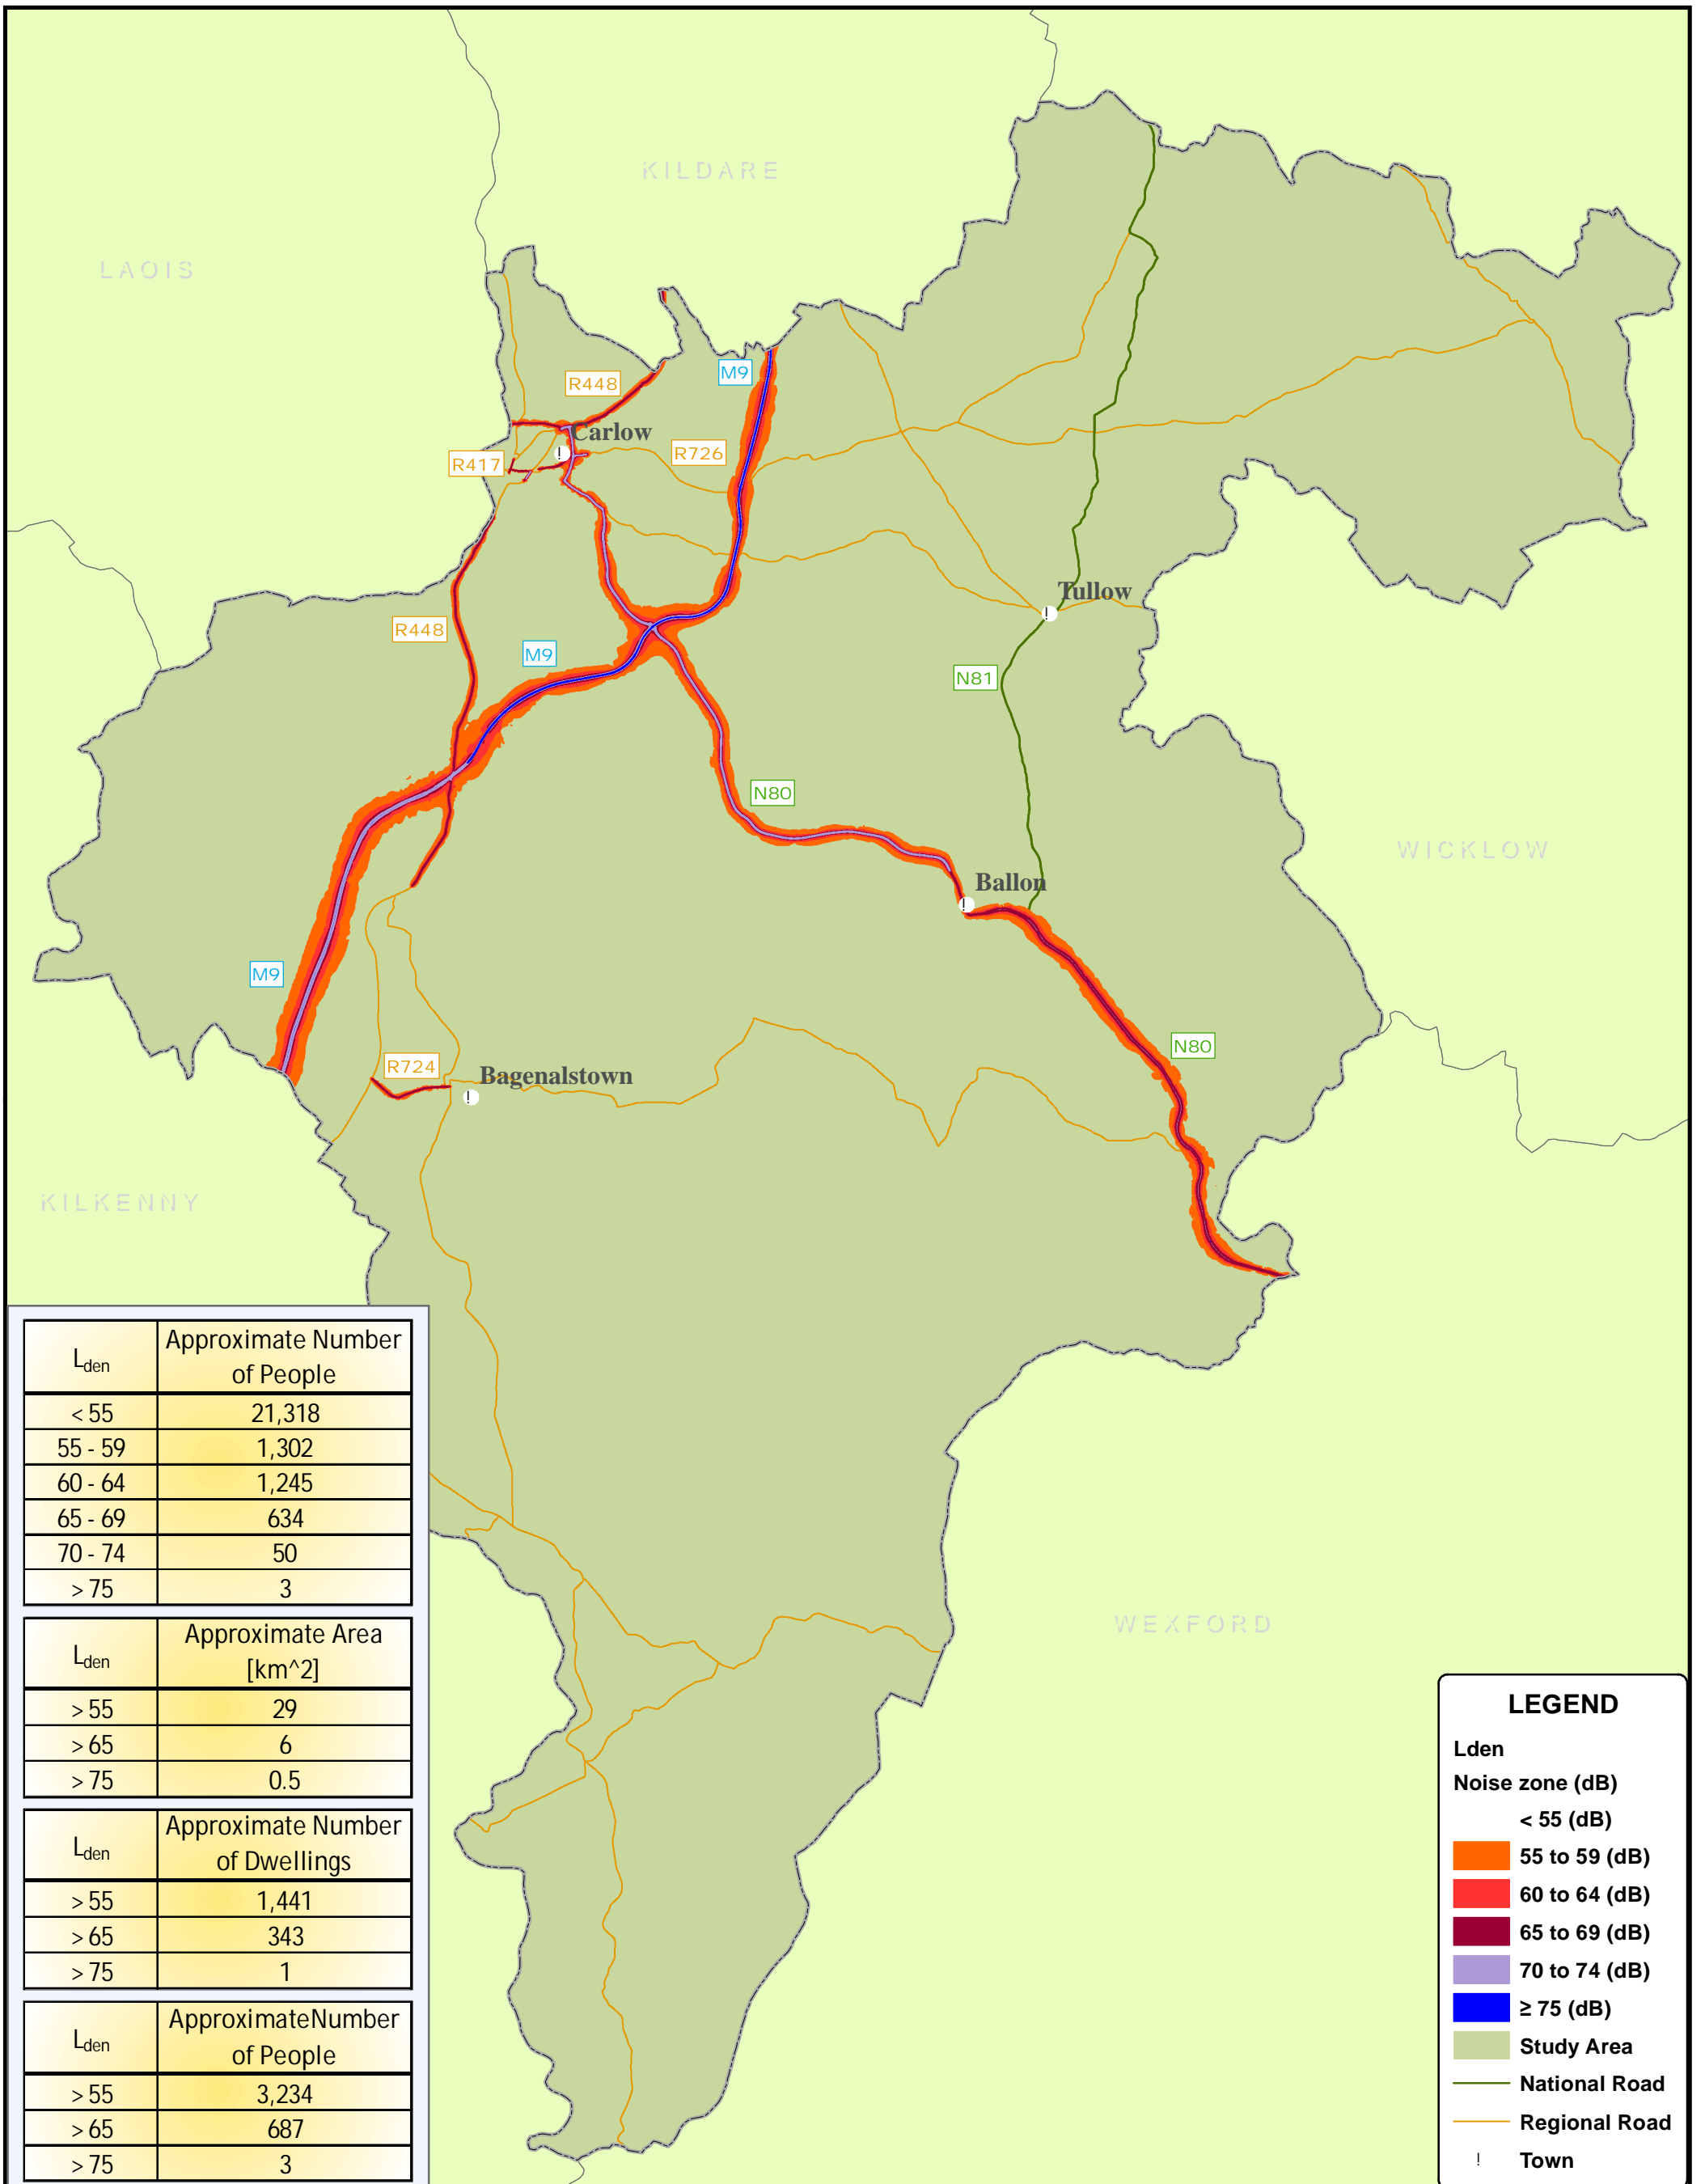 KILDARE
LAOIS
M9
R448
Carlow
R726
R417
Tullow
R448
M9
N81
N80
WICKLOW
Ballon
M9
N80
R724
Bagenalstown
KILKENNY
WEXFORD
Lden Approximate Number
of People
< 55 21,318
55 - 59 1,302
60 - 64 1,245
65 - 69 634
70 - 74 50
> 75 3
Lden Approximate Area
[km^2]
> 55 29
> 65 6
> 75 0.5
Lden Approximate Number
of Dwellings
> 55 1,441
> 65 343
> 75 1
Lden ApproximateNumber
of People
> 55 3,234
> 65 687
> 75 3
LEGEND
Lden
Noise zone (dB)
< 55 (dB)
55 to 59 (dB)
60 to 64 (dB)
65 to 69 (dB)
70 to 74 (dB)
≥ 75 (dB)
Study Area
National Road
Regional Road
! Town